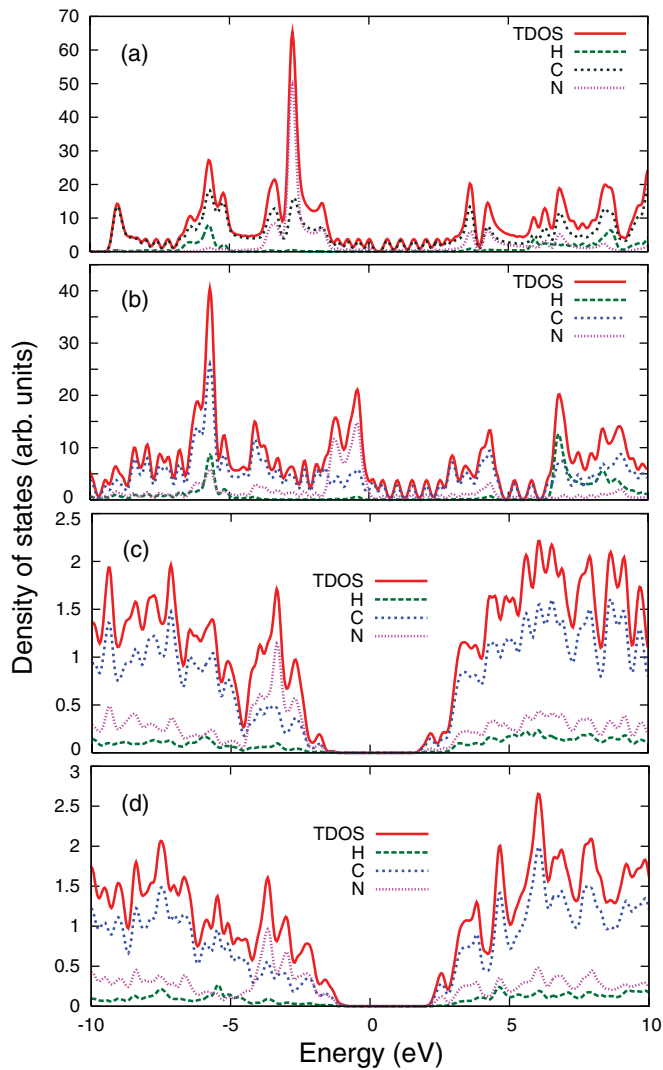 Density of states (arb. units)
(a)
TDOS
H
C
N
70
60
50
40
30
20
10
0
(b)
TDOS
H
C
N
40
30
20
10
0
(c)
TDOS
H
C
N
2.5
2
1.5
1
0.5
0
(d)
TDOS
H
C
N
3
2.5
2
1.5
1
0.5
0
-10 -5 0 5 10
Energy (eV)